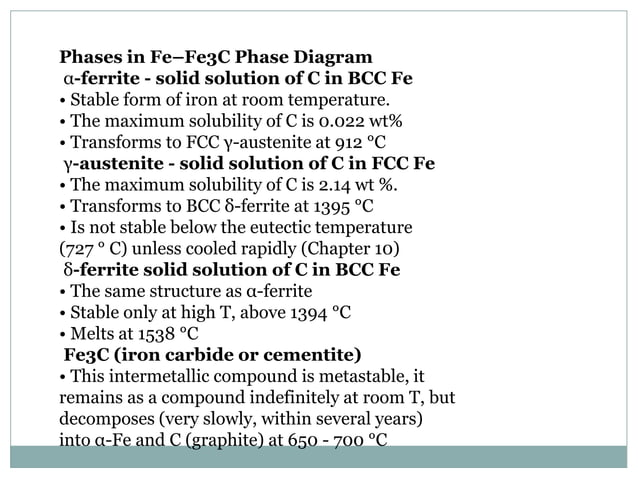 Phases in Fe–Fe3C Phase Diagram
α-ferrite - solid solution of C in BCC Fe
• Stable form of iron at room temperature.
• The maximum solubility of C is 0.022 wt%
• Transforms to FCC γ-austenite at 912 °C
γ-austenite - solid solution of C in FCC Fe
• The maximum solubility of C is 2.14 wt %.
• Transforms to BCC δ-ferrite at 1395 °C
• Is not stable below the eutectic temperature
(727 ° C) unless cooled rapidly (Chapter 10)
δ-ferrite solid solution of C in BCC Fe
• The same structure as α-ferrite
• Stable only at high T, above 1394 °C
• Melts at 1538 °C
Fe3C (iron carbide or cementite)
• This intermetallic compound is metastable, it
remains as a compound indefinitely at room T, but
decomposes (very slowly, within several years)
into α-Fe and C (graphite) at 650 - 700 °C